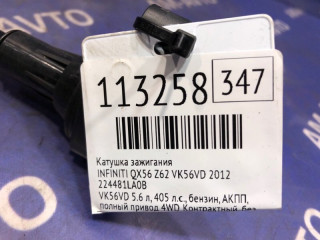 113258 347
Катушка зажигания
INFINITI QX56 Z62 VK56VD 2012
224481LA0B
VK56VD 5.6 л, 405 л.с., бензин, АКПП,
полный привод 4WD. Контрактный, без